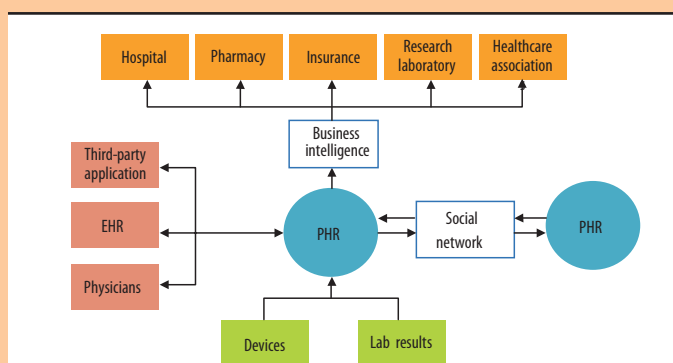 Hospital
Pharmacy
Insurance
Research
laboratory
Healthcare
association
Business
intelligence
Third-party
application
EHR
Physicians
PHR
Social
network
PHR
Devices
Lab results